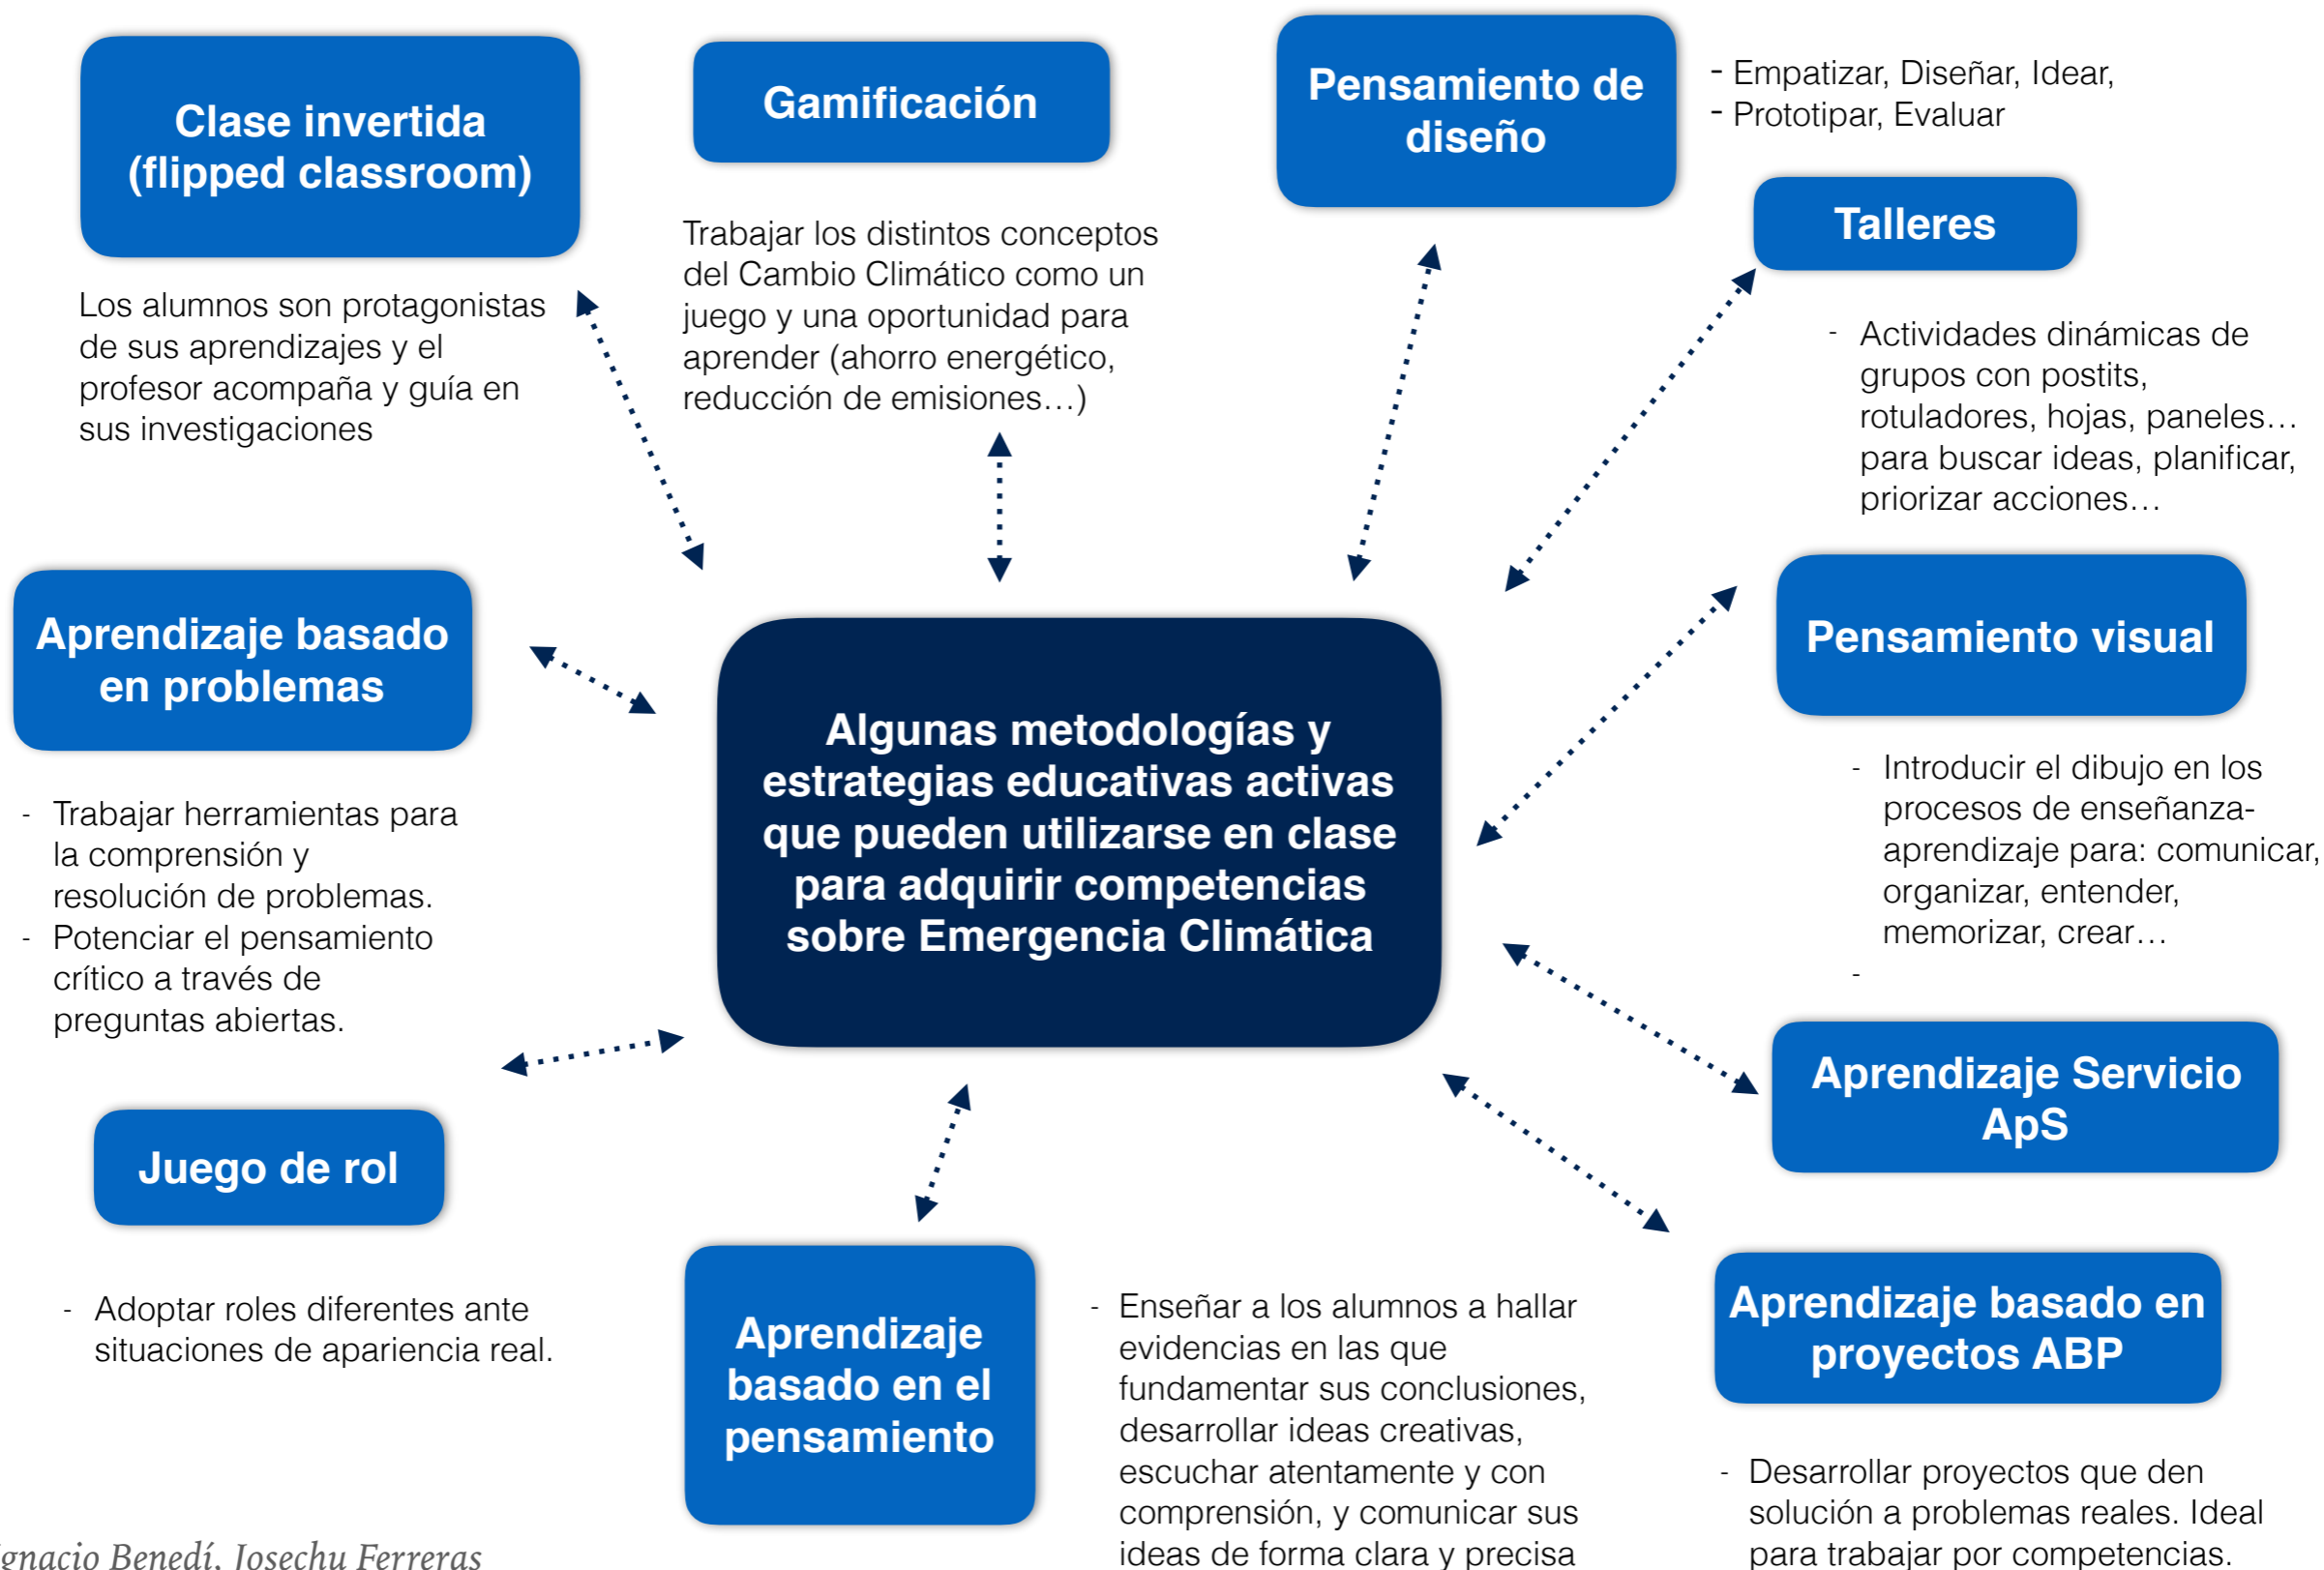 Clase invertida
(flipped classroom)
Los alumnos son protagonistas
de sus aprendizajes y el
profesor acompaña y guía en
sus investigaciones
Gamificación
Trabajar los distintos conceptos
del Cambio Climático como un
juego y una oportunidad para
aprender (ahorro energético,
reducción de emisiones…)
Pensamiento de
diseño
- Empatizar, Diseñar, Idear,
- Prototipar, Evaluar
Talleres
- Actividades dinámicas de
grupos con postits,
rotuladores, hojas, paneles…
para buscar ideas, planificar,
priorizar acciones…
Aprendizaje basado
en problemas
- Trabajar herramientas para
la comprensión y
resolución de problemas.
- Potenciar el pensamiento
crítico a través de
preguntas abiertas.
Algunas metodologías y
estrategias educativas activas
que pueden utilizarse en clase
para adquirir competencias
sobre Emergencia Climática
Pensamiento visual
- Introducir el dibujo en los
procesos de enseñanza-
aprendizaje para: comunicar,
organizar, entender,
memorizar, crear…
-
Aprendizaje Servicio
ApS
Juego de rol
- Adoptar roles diferentes ante
situaciones de apariencia real.
Aprendizaje
basado en el
pensamiento
- Enseñar a los alumnos a hallar
evidencias en las que
fundamentar sus conclusiones,
desarrollar ideas creativas,
escuchar atentamente y con
comprensión, y comunicar sus
ideas de forma clara y precisa
Aprendizaje basado en
proyectos ABP
- Desarrollar proyectos que den
solución a problemas reales. Ideal
para trabajar por competencias.
gnacio Benedí, Josechu Ferreras